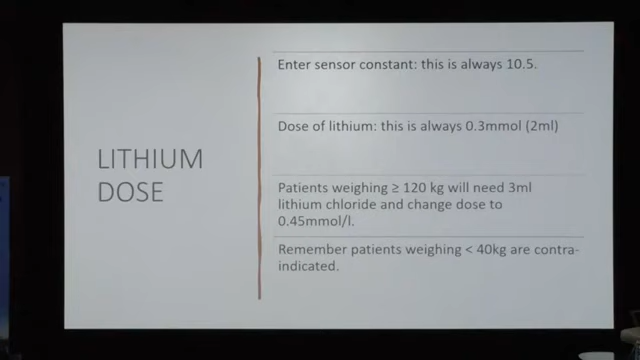 LITHIUM
DOSE
Enter sensor constant: this is always 10.5.
Dose of lithium: this is always 0.3mmol (2ml)
Patients weighing ≥ 120 kg will need 3ml
lithium chloride and change dose to
0.45mmol/l.
Remember patients weighing < 40kg are contra-
indicated.